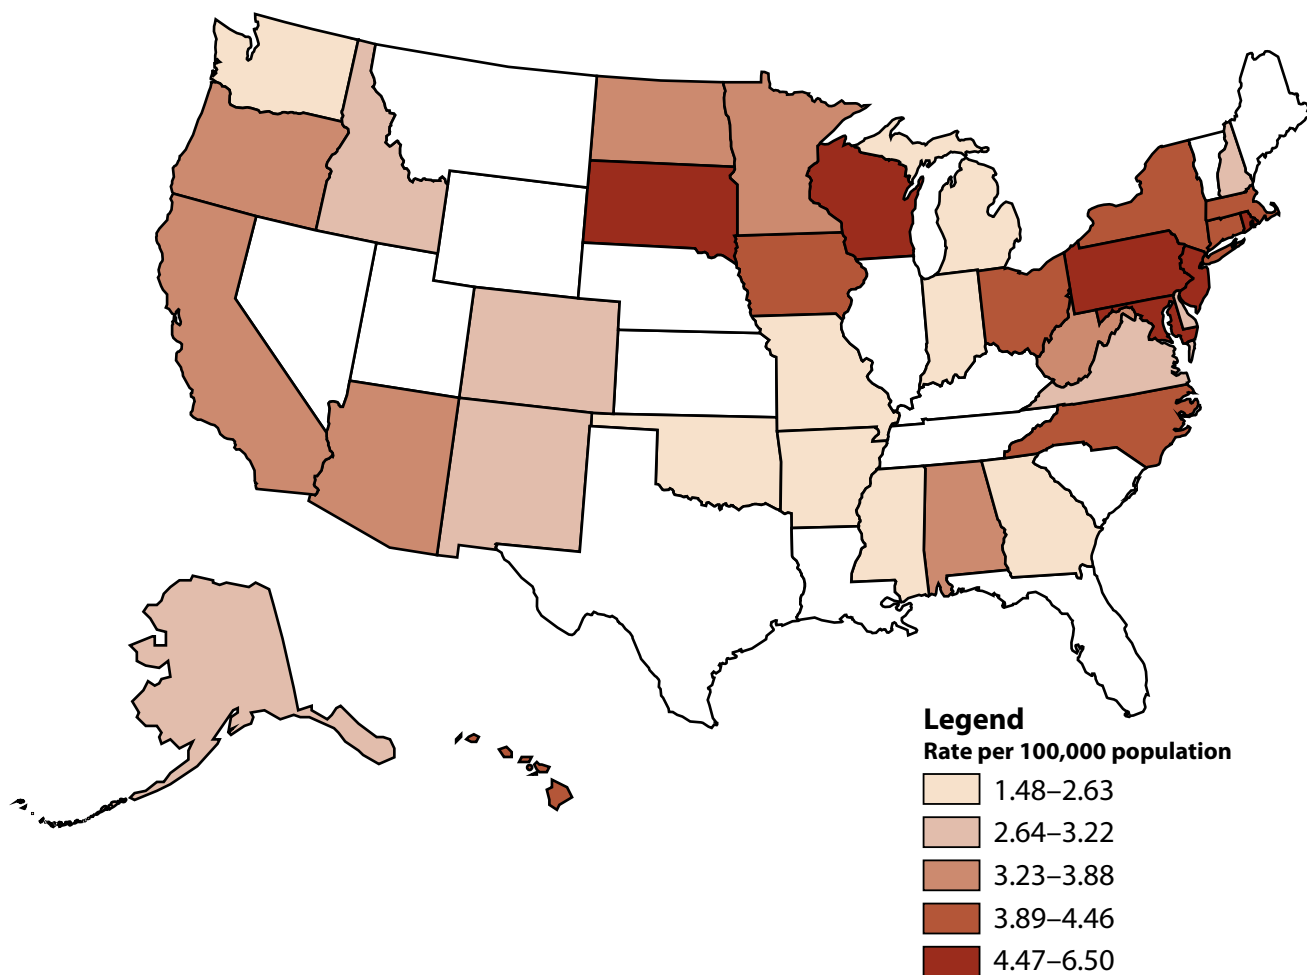 Legend
Rate per 100,000 population
1.48–2.63
2.64–3.22
3.23–3.88
3.89–4.46
4.47–6.50